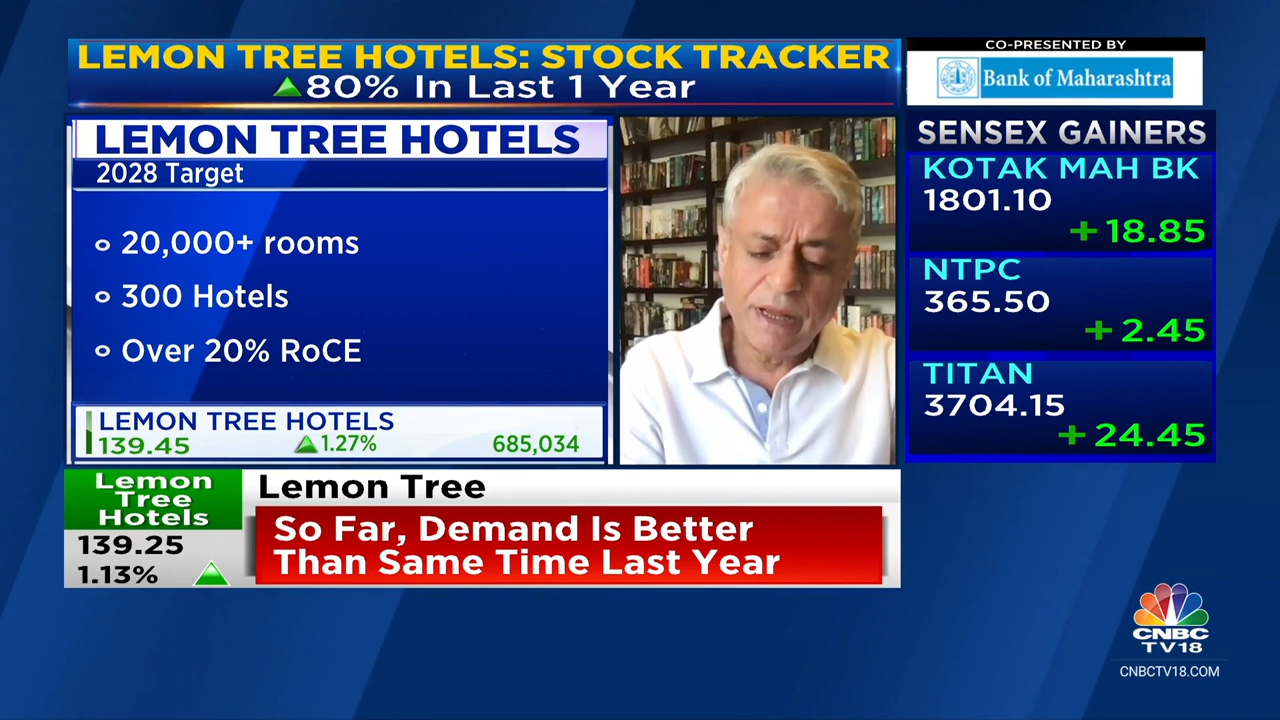 LEMON TREE HOTELS: STOCK TRACKER
▲80% In Last 1 Year
LEMON TREE HOTELS
2028 Target
20,000+ rooms
300 Hotels
Over 20% RoCE
LEMON TREE HOTELS
139.45 ▲1.27% 685,034
Lemon
Tree
Hotels
139.25
1.13% ▲
Lemon Tree
So Far, Demand Is Better
Than Same Time Last Year
CO-PRESENTED BY
Bank of Maharashtra
SENSEX GAINERS
KOTAK MAH BK
1801.10
+ 18.85
NTPC
365.50
+ 2.45
TITAN
3704.15
+ 24.45
CNBC
TV18
CNBCTV18.COM